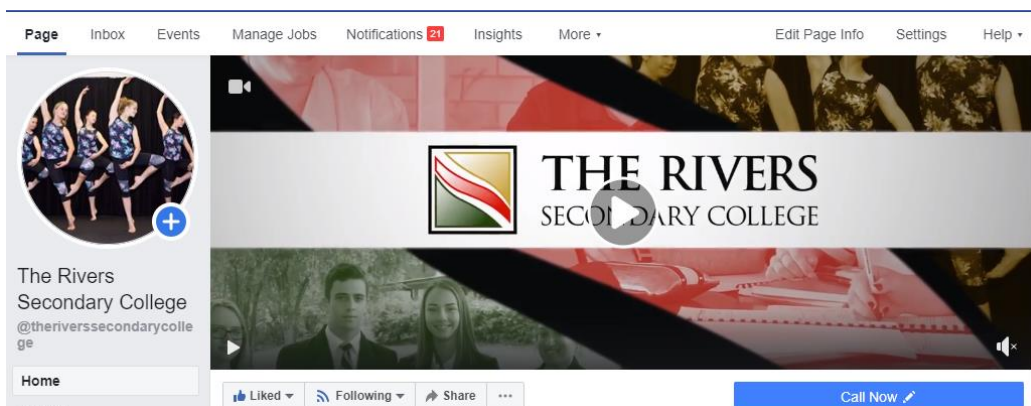 Page Inbox Events Manage Jobs Notifications 21 Insights More Edit Page Info Settings Help
THE RIVERS
SECONDARY COLLEGE
The Rivers
Secondary College
@theriverssecondarycolle
ge
Home
Liked Following Share ...
Call Now